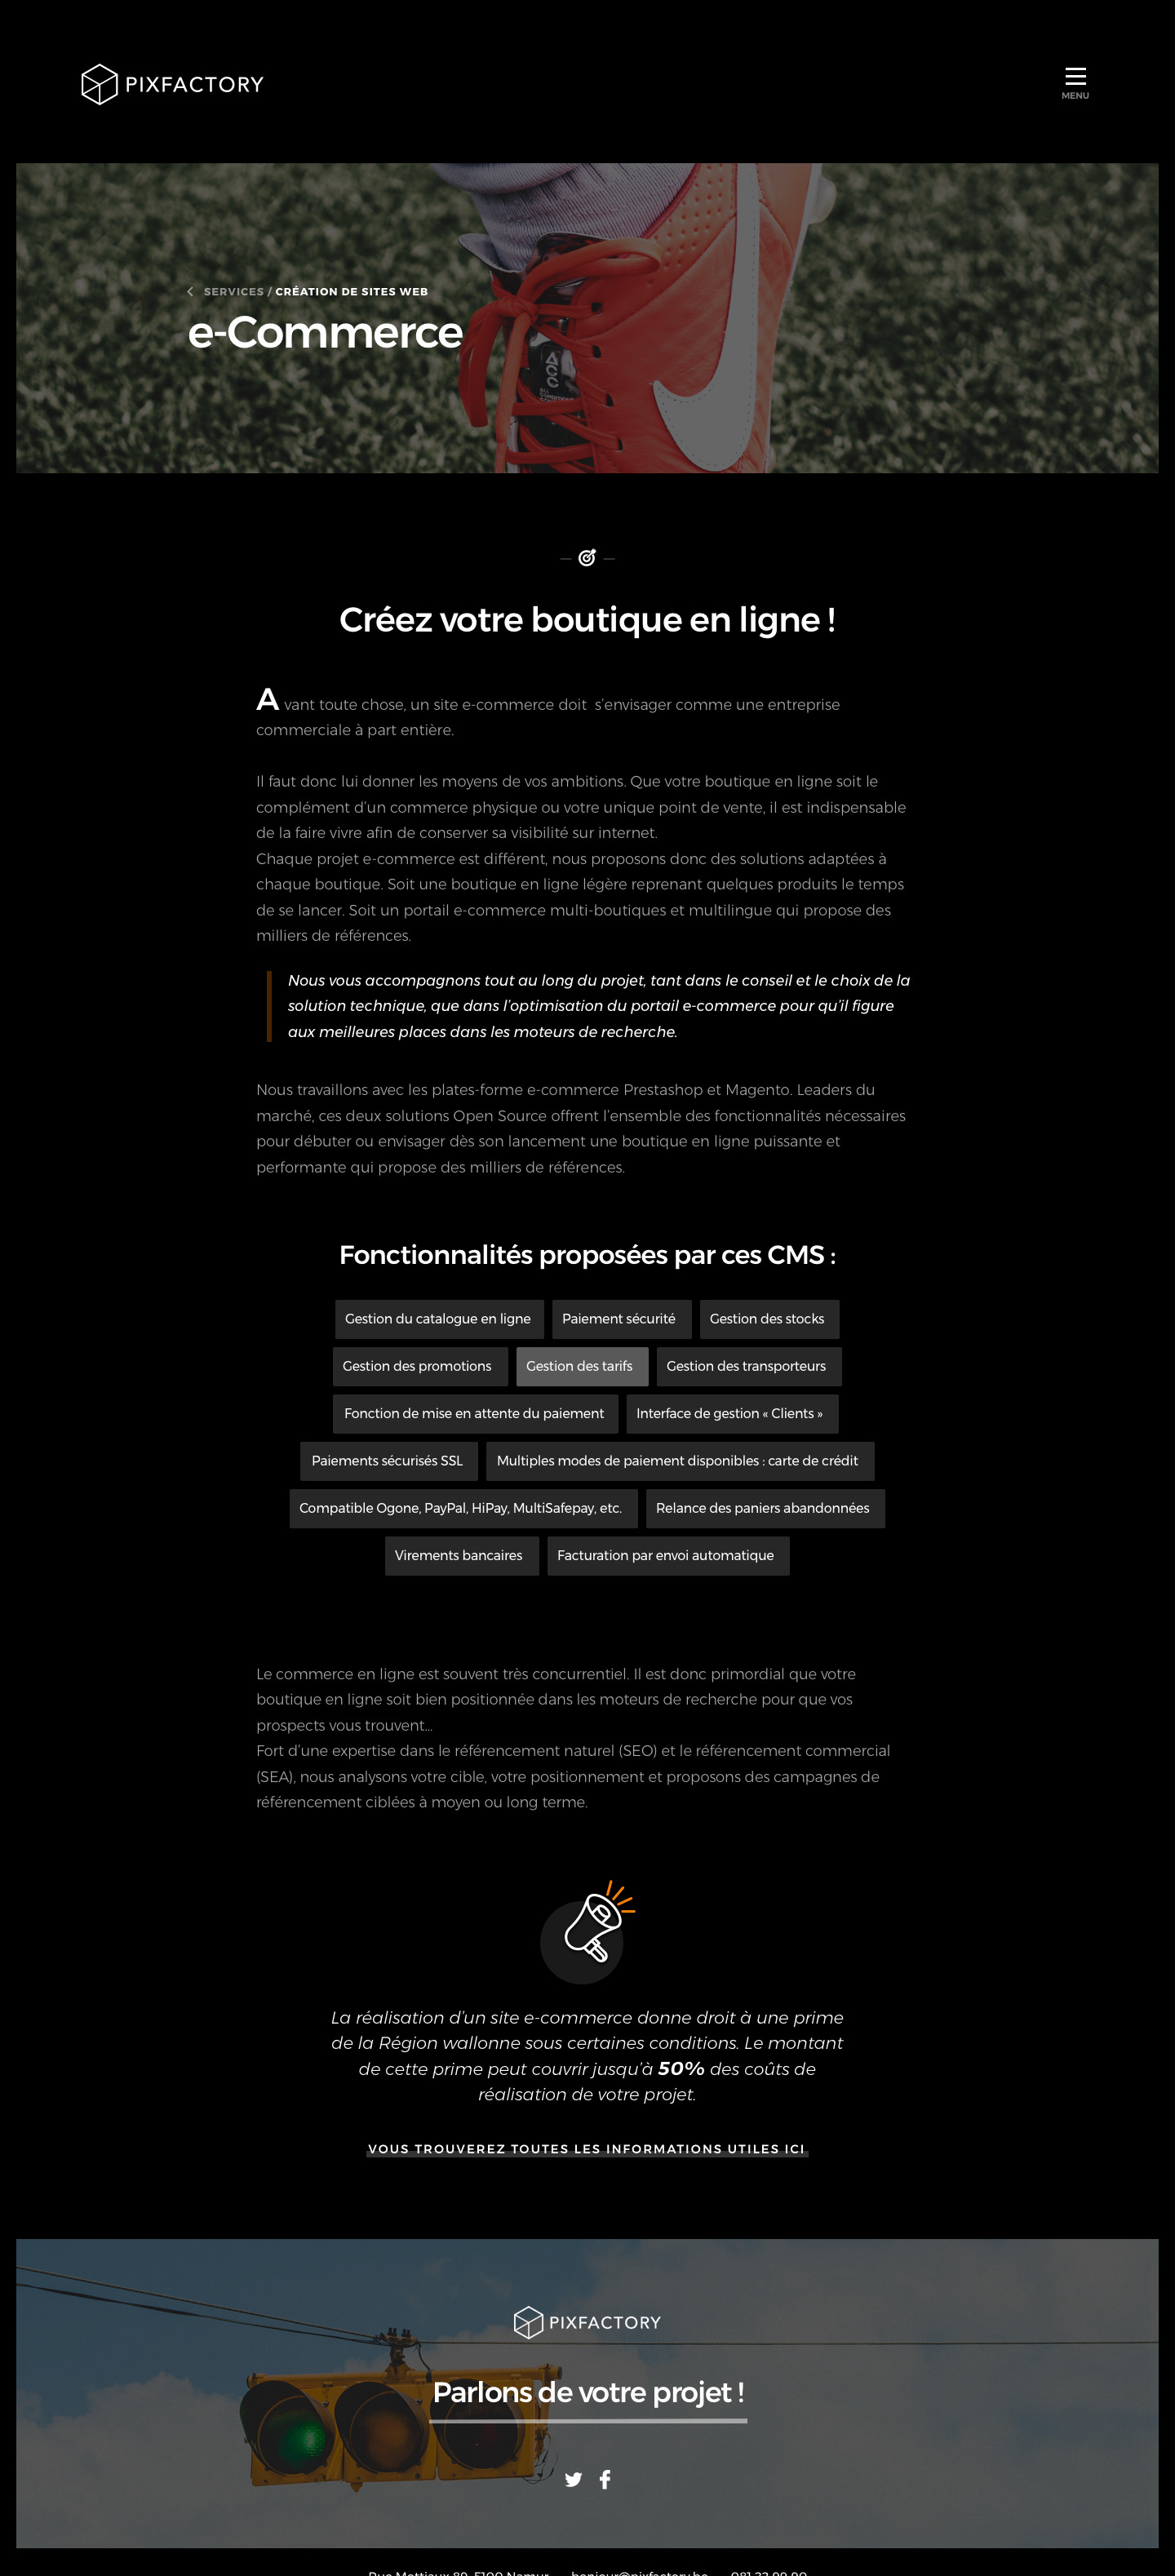 PIXFACTORY
MENU
SERVICES / CRÉATION DE SITES WEB
e-Commerce
Créez votre boutique en ligne !
Avant toute chose, un site e-commerce doit s'envisager comme une entreprise
commerciale à part entière.
Il faut donc lui donner les moyens de vos ambitions. Que votre boutique en ligne soit le
complément d'un commerce physique ou votre unique point de vente, il est indispensable
de la faire vivre afin de conserver sa visibilité sur internet.
Chaque projet e-commerce est différent, nous proposons donc des solutions adaptées à
chaque boutique. Soit une boutique en ligne légère reprenant quelques produits le temps
de se lancer. Soit un portail e-commerce multi-boutiques et multilingue qui propose des
milliers de références.
Nous vous accompagnons tout au long du projet, tant dans le conseil et le choix de la
solution technique, que dans l'optimisation du portail e-commerce pour qu'il figure
aux meilleures places dans les moteurs de recherche.
Nous travaillons avec les plates-forme e-commerce Prestashop et Magento. Leaders du
marché, ces deux solutions Open Source offrent l'ensemble des fonctionnalités nécessaires
pour débuter ou envisager dès son lancement une boutique en ligne puissante et
performante qui propose des milliers de références.
Fonctionnalités proposées par ces CMS :
Gestion du catalogue en ligne Paiement sécurité Gestion des stocks
Gestion des promotions Gestion des tarifs Gestion des transporteurs
Fonction de mise en attente du paiement Interface de gestion « Clients »
Paiements sécurisés SSL Multiples modes de paiement disponibles : carte de crédit
Compatible Ogone, PayPal, HiPay, MultiSafepay, etc. Relance des paniers abandonnées
Virements bancaires Facturation par envoi automatique
Le commerce en ligne est souvent très concurrentiel. Il est donc primordial que votre
boutique en ligne soit bien positionnée dans les moteurs de recherche pour que vos
prospects vous trouvent...
Fort d'une expertise dans le référencement naturel (SEO) et le référencement commercial
(SEA), nous analysons votre cible, votre positionnement et proposons des campagnes de
référencement ciblées à moyen ou long terme.
La réalisation d'un site e-commerce donne droit à une prime
de la Région wallonne sous certaines conditions. Le montant
de cette prime peut couvrir jusqu'à 50% des coûts de
réalisation de votre projet.
VOUS TROUVEREZ TOUTES LES INFORMATIONS UTILES ICI
PIXFACTORY
Parlons de votre projet !